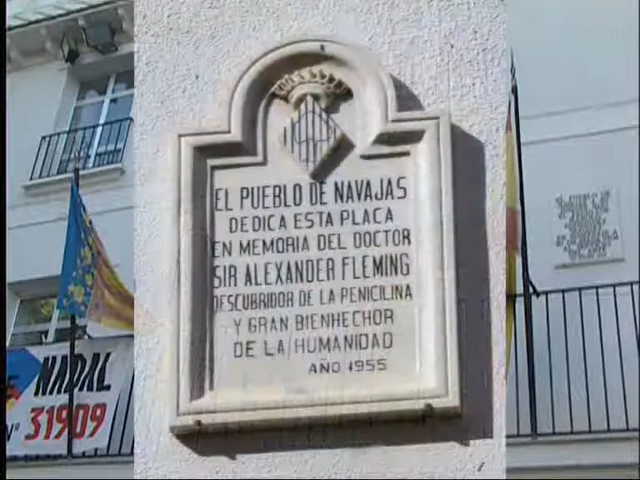 EL PUEBLO DE NAVAJAS
DEDICA ESTA PLACA
EN MEMORIA DEL DOCTOR
SIR ALEXANDER FLEMING
DESCUBRIDOR DE LA PENICILINA
Y GRAN BIENHECHOR
DE LA HUMANIDAD
AÑO 1955
NADAL
Nº 31909